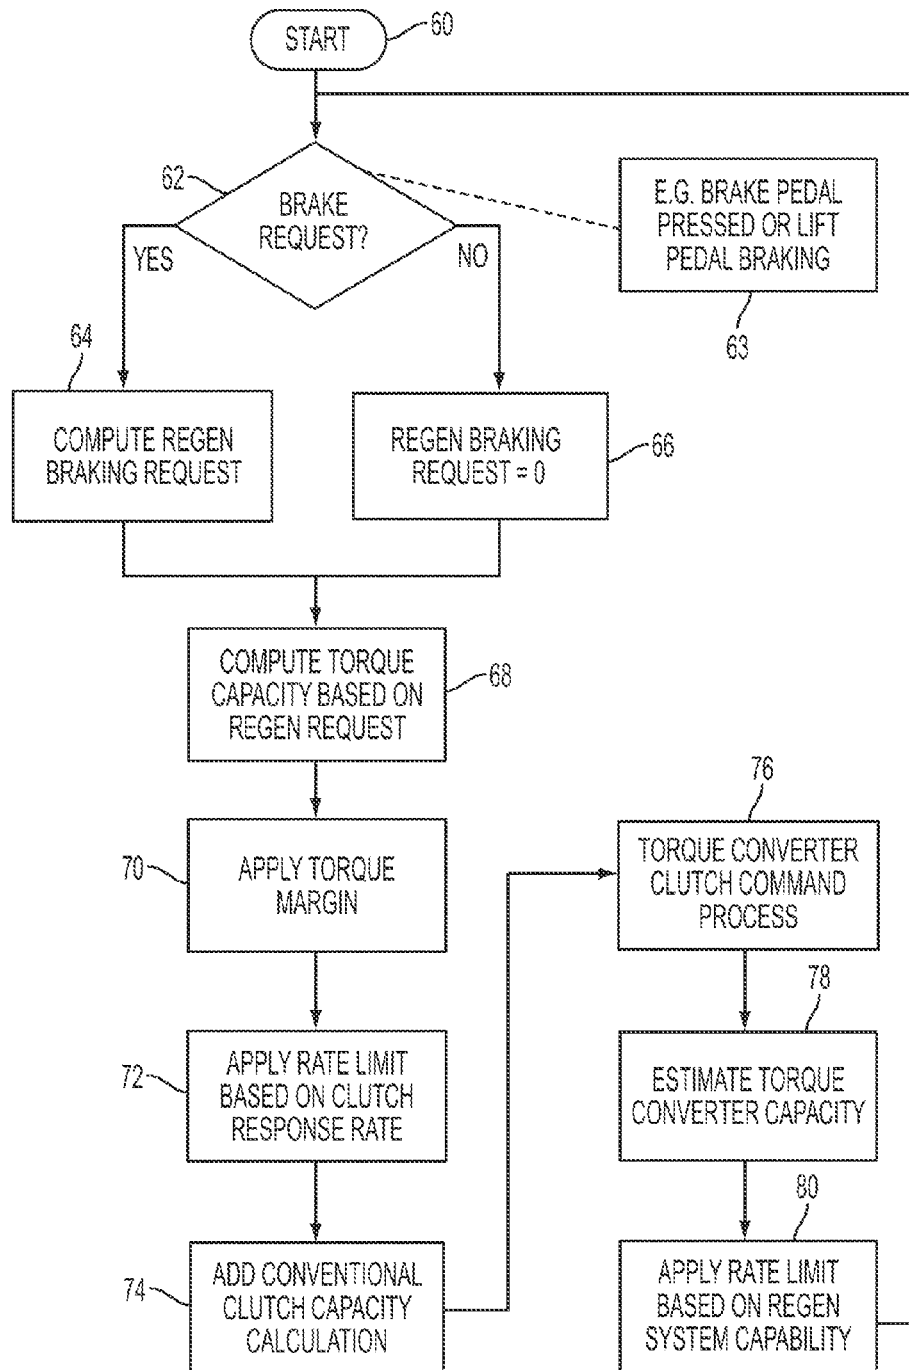 START
60
62
BRAKE
REQUEST?
YES
NO
E.G. BRAKE PEDAL
PRESSED OR LIFT
PEDAL BRAKING
63
64
COMPUTE REGEN
BRAKING REQUEST
REGEN BRAKING
REQUEST = 0
66
COMPUTE TORQUE
CAPACITY BASED ON
REGEN REQUEST
68
70
APPLY TORQUE
MARGIN
72
APPLY RATE LIMIT
BASED ON CLUTCH
RESPONSE RATE
74
ADD CONVENTIONAL
CLUTCH CAPACITY
CALCULATION
76
TORQUE CONVERTER
CLUTCH COMMAND
PROCESS
78
ESTIMATE TORQUE
CONVERTER CAPACITY
80
APPLY RATE LIMIT
BASED ON REGEN
SYSTEM CAPABILITY